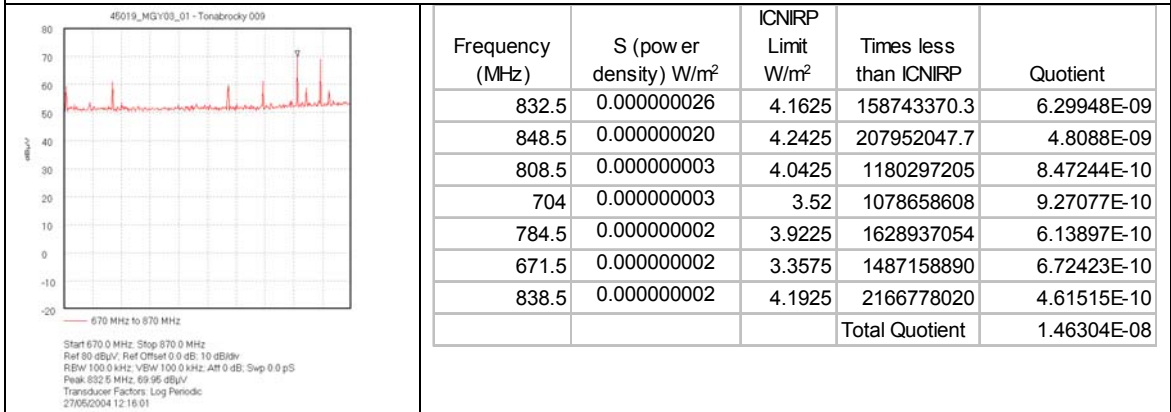 45019_MGY03_01 - Tonabrocky 009
80
70
60
50
40
30
20
10
0
-10
-20
dBµV
670 MHz to 870 MHz
Start 670.0 MHz; Stop 870.0 MHz
Ref 80 dBµV; Ref Offset 0.0 dB; 10 dB/div
RBW 100.0 kHz; VBW 100.0 kHz; Att 0 dB; Swp 0.0 pS
Peak 832.5 MHz, 69.95 dBµV
Transducer Factors: Log Periodic
27/05/2004 12:16:01
Frequency (MHz) S (power density) W/m² ICNIRP Limit W/m² Times less than ICNIRP Quotient
832.5 0.000000026 4.1625 158743370.3 6.29948E-09
848.5 0.000000020 4.2425 207952047.7 4.8088E-09
808.5 0.000000003 4.0425 1180297205 8.47244E-10
704 0.000000003 3.52 1078658608 9.27077E-10
784.5 0.000000002 3.9225 1628937054 6.13897E-10
671.5 0.000000002 3.3575 1487158890 6.72423E-10
838.5 0.000000002 4.1925 2166778020 4.61515E-10
Total Quotient 1.46304E-08